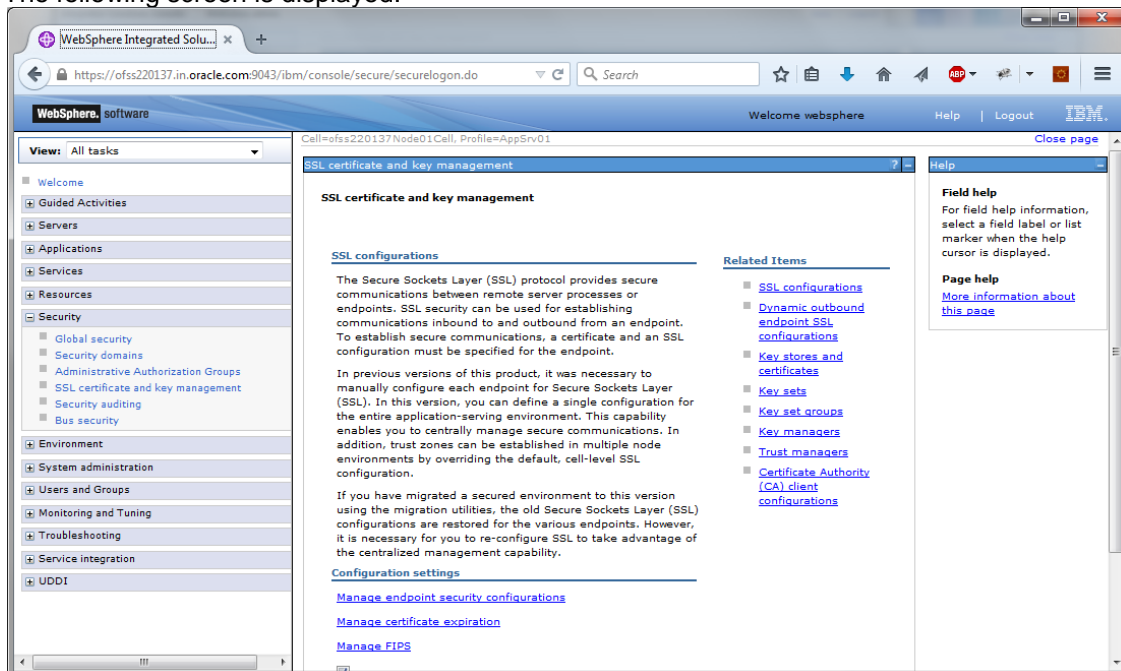 The following screen is displayed.
WebSphere Integrated Solu... × +
https://ofss220137.in.oracle.com:9043/ibm/console/secure/securelogon.do
Search
ABP
WebSphere. software
Welcome websphere
Help | Logout
IBM.
Cell=ofss220137Node01Cell, Profile=AppSrv01
Close page
View: All tasks
Welcome
Guided Activities
Servers
Applications
Services
Resources
Security
Global security
Security domains
Administrative Authorization Groups
SSL certificate and key management
Security auditing
Bus security
Environment
System administration
Users and Groups
Monitoring and Tuning
Troubleshooting
Service integration
UDDI
SSL certificate and key management
? -
SSL certificate and key management
SSL configurations
The Secure Sockets Layer (SSL) protocol provides secure
communications between remote server processes or
endpoints. SSL security can be used for establishing
communications inbound to and outbound from an endpoint.
To establish secure communications, a certificate and an SSL
configuration must be specified for the endpoint.
In previous versions of this product, it was necessary to
manually configure each endpoint for Secure Sockets Layer
(SSL). In this version, you can define a single configuration for
the entire application-serving environment. This capability
enables you to centrally manage secure communications. In
addition, trust zones can be established in multiple node
environments by overriding the default, cell-level SSL
configuration.
If you have migrated a secured environment to this version
using the migration utilities, the old Secure Sockets Layer (SSL)
configurations are restored for the various endpoints. However,
it is necessary for you to re-configure SSL to take advantage of
the centralized management capability.
Configuration settings
Manage endpoint security configurations
Manage certificate expiration
Manage FIPS
Related Items
SSL configurations
Dynamic outbound
endpoint SSL
configurations
Key stores and
certificates
Key sets
Key set groups
Key managers
Trust managers
Certificate Authority
(CA) client
configurations
Help
Field help
For field help information,
select a field label or list
marker when the help
cursor is displayed.
Page help
More information about
this page